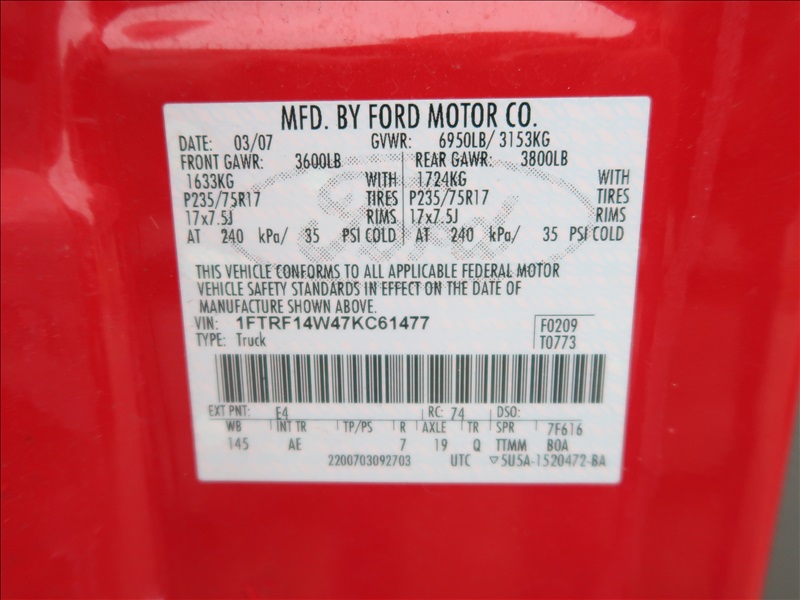 MFD. BY FORD MOTOR CO.
DATE: 03/07 GVWR: 6950LB/ 3153KG
FRONT GAWR: 3600LB REAR GAWR: 3800LB
1633KG WITH 1724KG WITH
P235/75R17 TIRES P235/75R17 TIRES
17x7.5J RIMS 17x7.5J RIMS
AT 240 kPa/ 35 PSI COLD AT 240 kPa/ 35 PSI COLD
Ford
THIS VEHICLE CONFORMS TO ALL APPLICABLE FEDERAL MOTOR
VEHICLE SAFETY STANDARDS IN EFFECT ON THE DATE OF
MANUFACTURE SHOWN ABOVE.
VIN: 1FTRF14W47KC61477 F0209
TYPE: Truck T0773
EXT PNT: E4 RC: 74 DSO:
WB INT TR TP/PS R AXLE TR SPR 7F616
145 AE 7 19 Q TTMM BOA
2200703092703 UTC ▽5U5A-1520472-BA